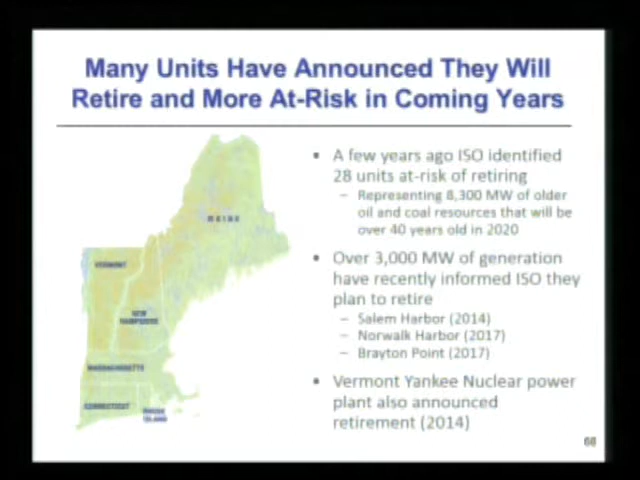 Many Units Have Announced They Will
Retire and More At-Risk in Coming Years
• A few years ago ISO identified
28 units at-risk of retiring
– Representing 8,300 MW of older
oil and coal resources that will be
over 40 years old in 2020
• Over 3,000 MW of generation
have recently informed ISO they
plan to retire
– Salem Harbor (2014)
– Norwalk Harbor (2017)
– Brayton Point (2017)
• Vermont Yankee Nuclear power
plant also announced
retirement (2014)
MAINE
VERMONT
NEW
HAMPSHIRE
MASSACHUSETTS
CONNECTICUT
RHODE
ISLAND
68